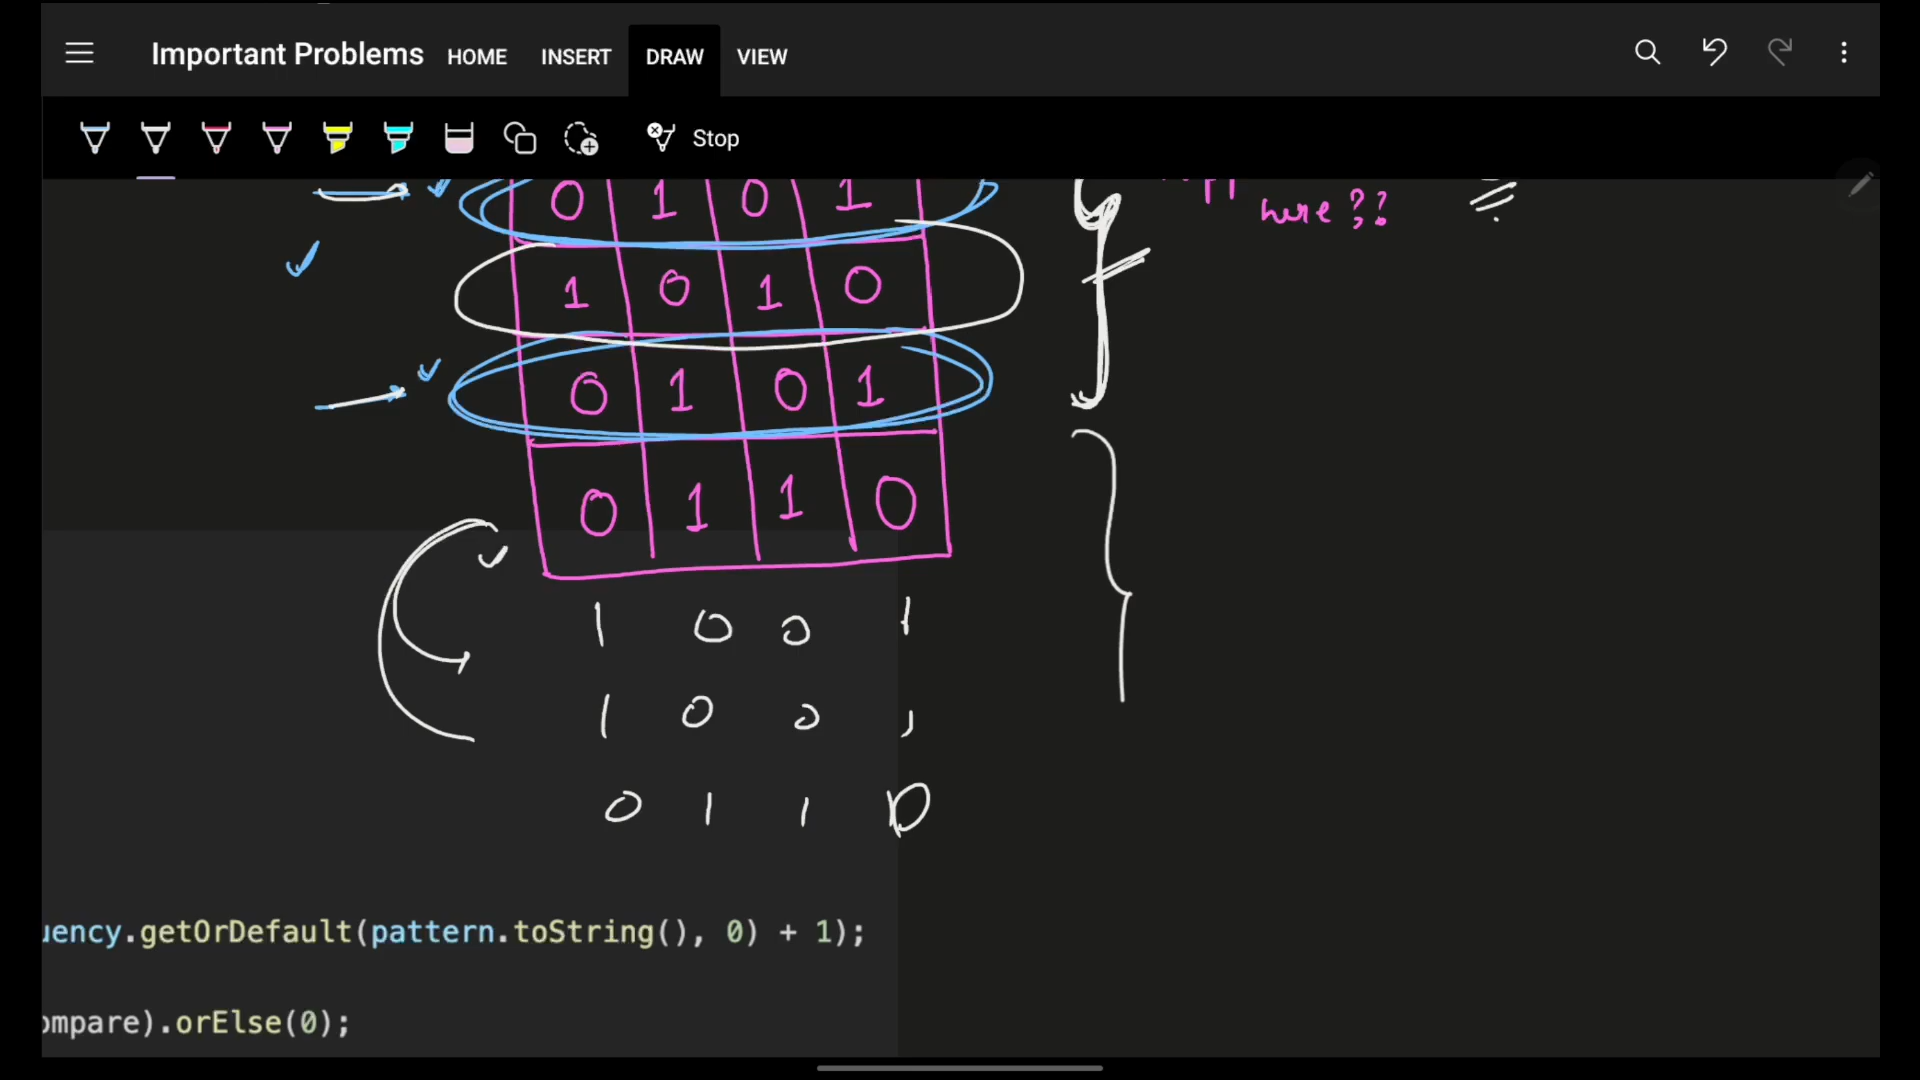 Important Problems HOME INSERT DRAW VIEW
Stop
0 1 0 1
here ??
1 0 1 0
0 1 0 1
0 1 1 0
1 0 0 1
1 0 0 1
0 1 1 0
uency.getOrDefault(pattern.toString(), 0) + 1);
ompare).orElse(0);